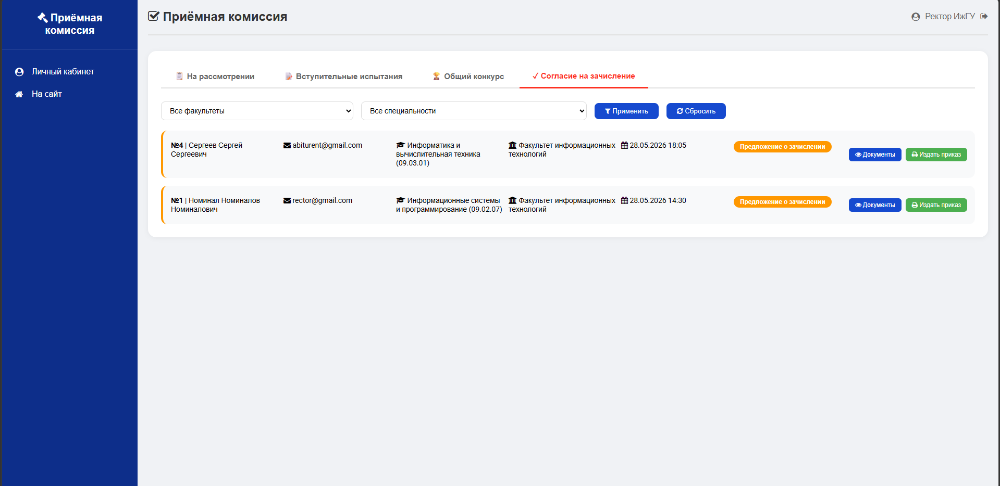 Приёмная
комиссия
Личный кабинет
На сайт
Приёмная комиссия
Ректор ИжГУ
На рассмотрении
Вступительные испытания
Общий конкурс
✓ Согласие на зачисление
Все факультеты
Все специальности
Применить
Сбросить
№4 | Сергеев Сергей
Сергеевич
abiturent@gmail.com
Информатика и
вычислительная техника
(09.03.01)
Факультет информационных
технологий
28.05.2026 18:05
Предложение о зачислении
Документы
Издать приказ
№1 | Номинал Номиналов
Номиналович
rector@gmail.com
Информационные системы
и программирование (09.02.07)
Факультет информационных
технологий
28.05.2026 14:30
Предложение о зачислении
Документы
Издать приказ